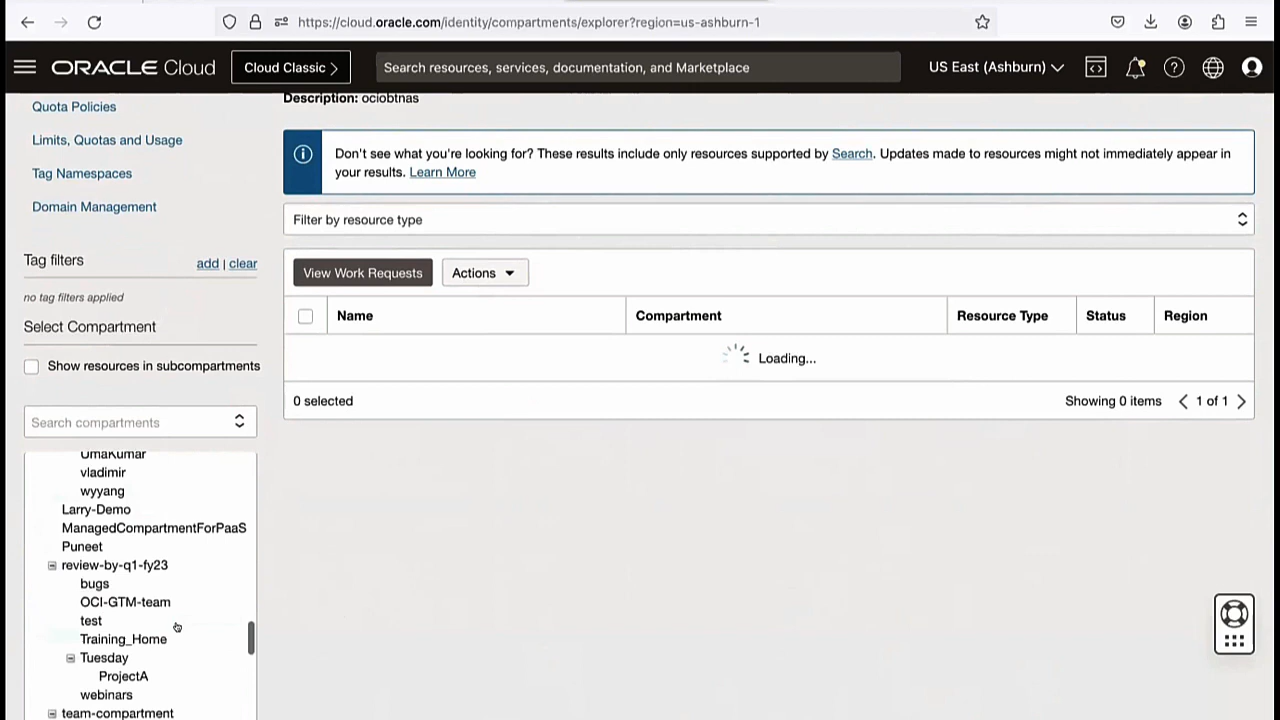 https://cloud.oracle.com/identity/compartments/explorer?region=us-ashburn-1
ORACLE Cloud
Cloud Classic
Search resources, services, documentation, and Marketplace
US East (Ashburn)
Quota Policies
Limits, Quotas and Usage
Tag Namespaces
Domain Management
Tag filters
add | clear
no tag filters applied
Select Compartment
Show resources in subcompartments
Search compartments
UmaKumar
vladimir
wyyang
Larry-Demo
ManagedCompartmentForPaaS
Puneet
review-by-q1-fy23
bugs
OCI-GTM-team
test
Training_Home
Tuesday
ProjectA
webinars
team-compartment
Description: ociobtnas
Don't see what you're looking for? These results include only resources supported by Search. Updates made to resources might not immediately appear in
your results. Learn More
Filter by resource type
View Work Requests
Actions
Name Compartment Resource Type Status Region
Loading...
0 selected
Showing 0 items
1 of 1